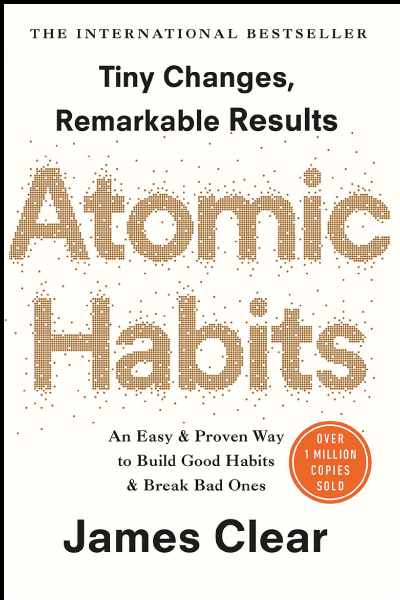 THE INTERNATIONAL BESTSELLER
Tiny Changes,
Remarkable Results
Atomic
Habits
An Easy & Proven Way
to Build Good Habits
& Break Bad Ones
OVER
1 MILLION
COPIES
SOLD
James Clear